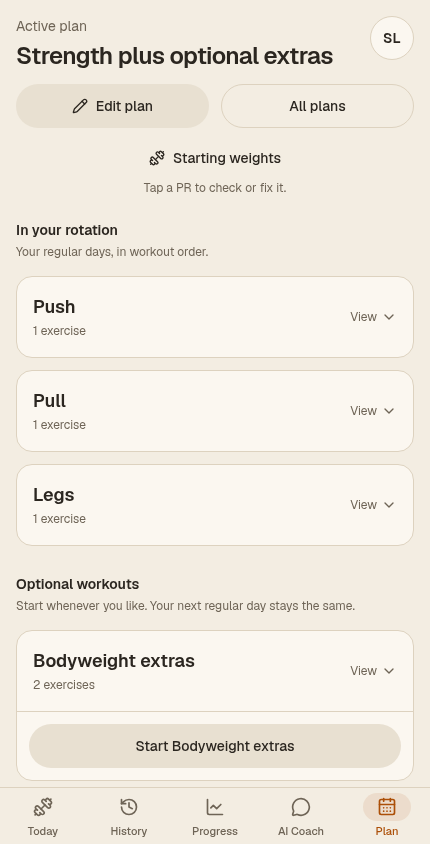 Active plan
Strength plus optional extras
SL
Edit plan
All plans
Starting weights
Tap a PR to check or fix it.
In your rotation
Your regular days, in workout order.
Push
1 exercise
View
Pull
1 exercise
View
Legs
1 exercise
View
Optional workouts
Start whenever you like. Your next regular day stays the same.
Bodyweight extras
2 exercises
View
Start Bodyweight extras
Today
History
Progress
AI Coach
Plan